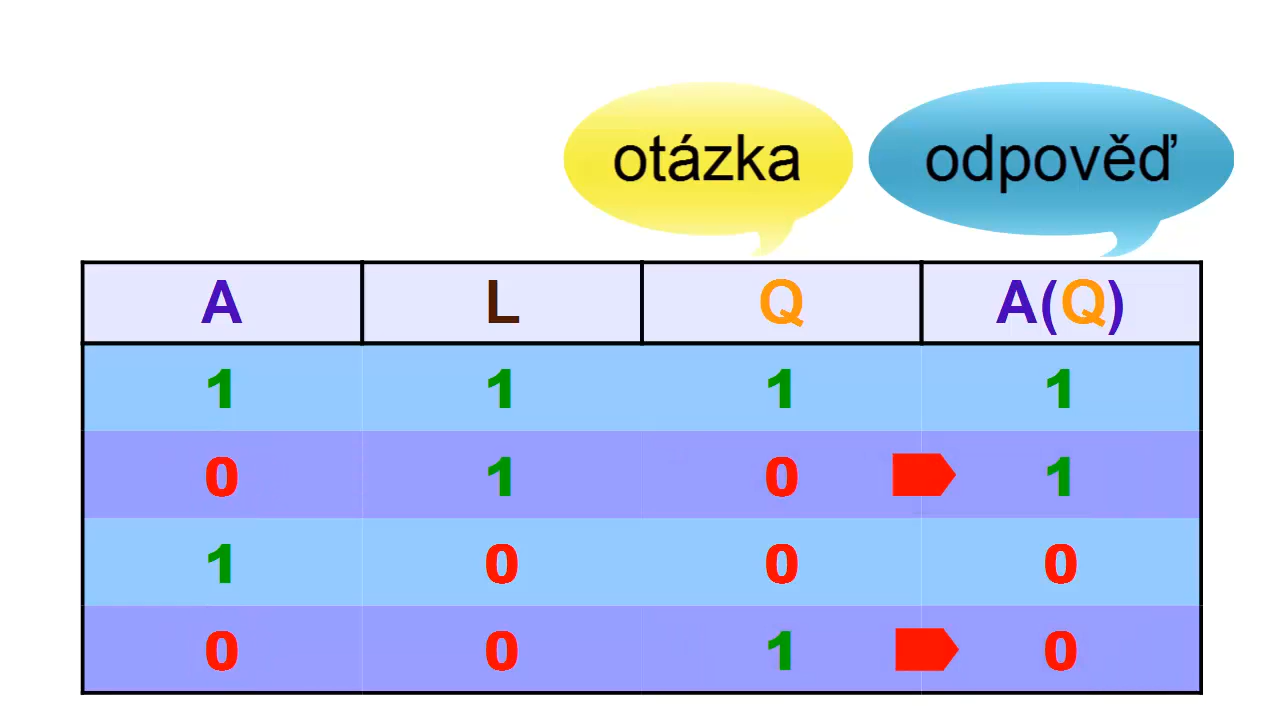 otázka odpověď
A L Q A(Q)
1 1 1 1
0 1 0 1
1 0 0 0
0 0 1 0